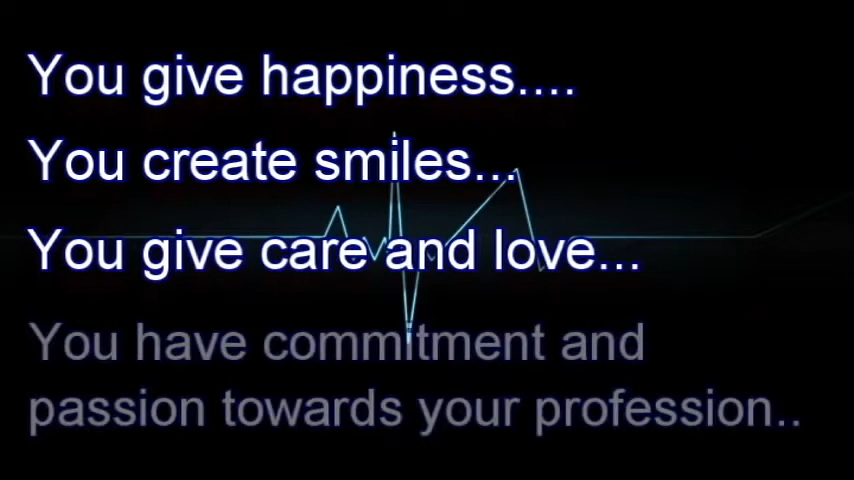 You give happiness....
You create smiles...
You give care and love...
You have commitment and
passion towards your profession..